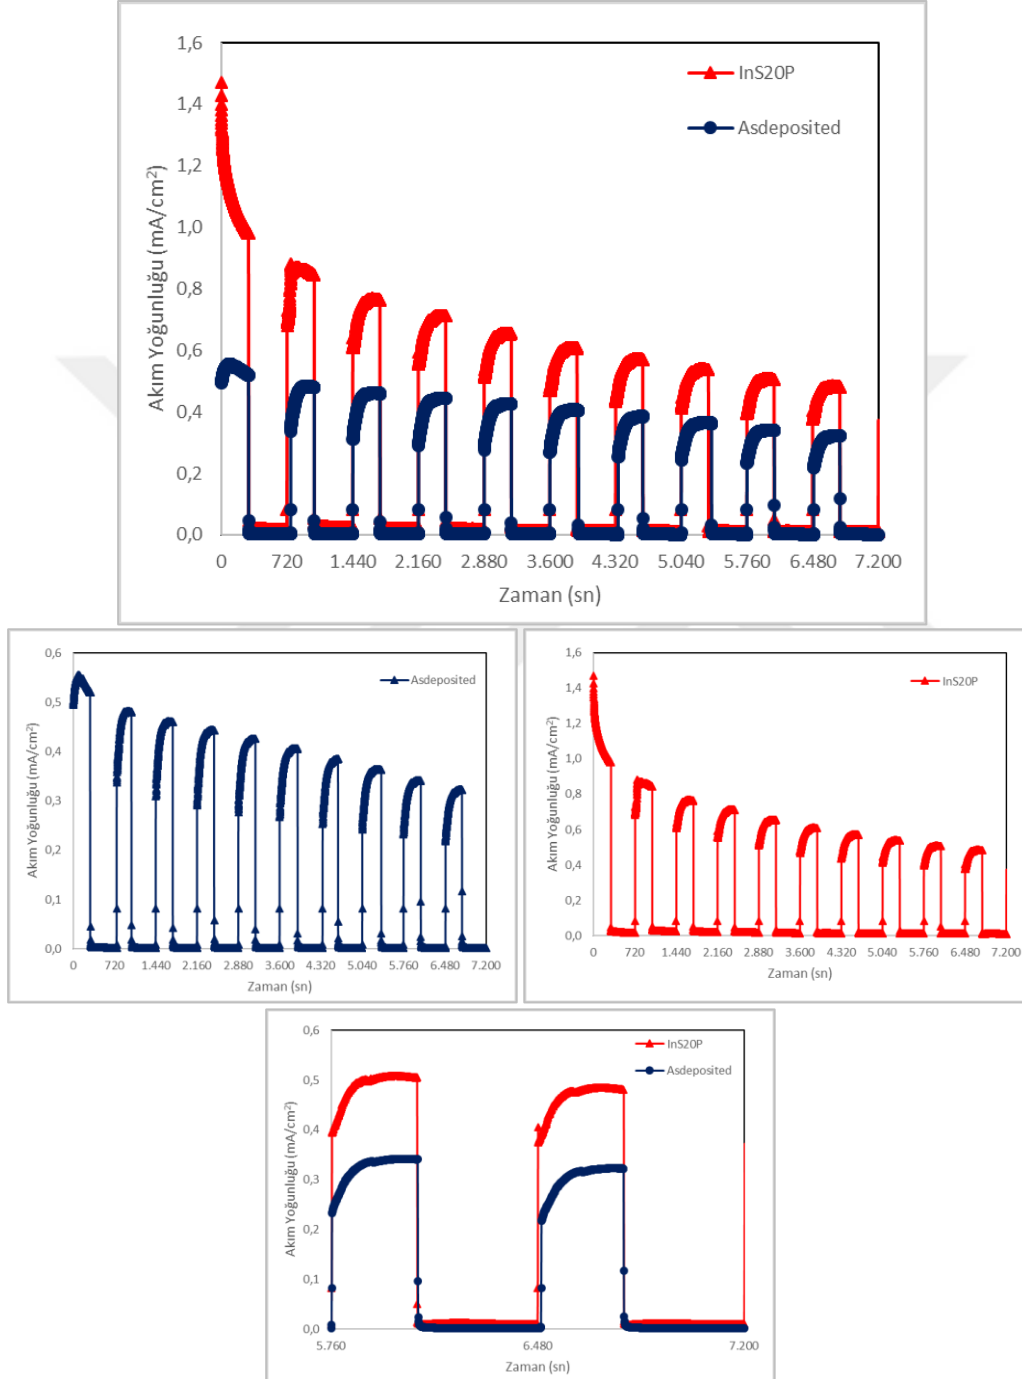 1,6
1,4
1,2
1,0
0,8
0,6
0,4
0,2
0,0
Akım Yoğunluğu (mA/cm²)
InS20P
Asdeposited
0 720 1.440 2.160 2.880 3.600 4.320 5.040 5.760 6.480 7.200
Zaman (sn)
0,6
0,5
0,4
0,3
0,2
0,1
0,0
Akım Yoğunluğu (mA/cm²)
Asdeposited
0 720 1.440 2.160 2.880 3.600 4.320 5.040 5.760 6.480 7.200
Zaman (sn)
1,6
1,4
1,2
1,0
0,8
0,6
0,4
0,2
0,0
Akım Yoğunluğu (mA/cm²)
InS20P
0 720 1.440 2.160 2.880 3.600 4.320 5.040 5.760 6.480 7.200
Zaman (sn)
0,6
0,5
0,4
0,3
0,2
0,1
0,0
Akım Yoğunluğu (mA/cm²)
InS20P
Asdeposited
5.760 6.480 7.200
Zaman (sn)